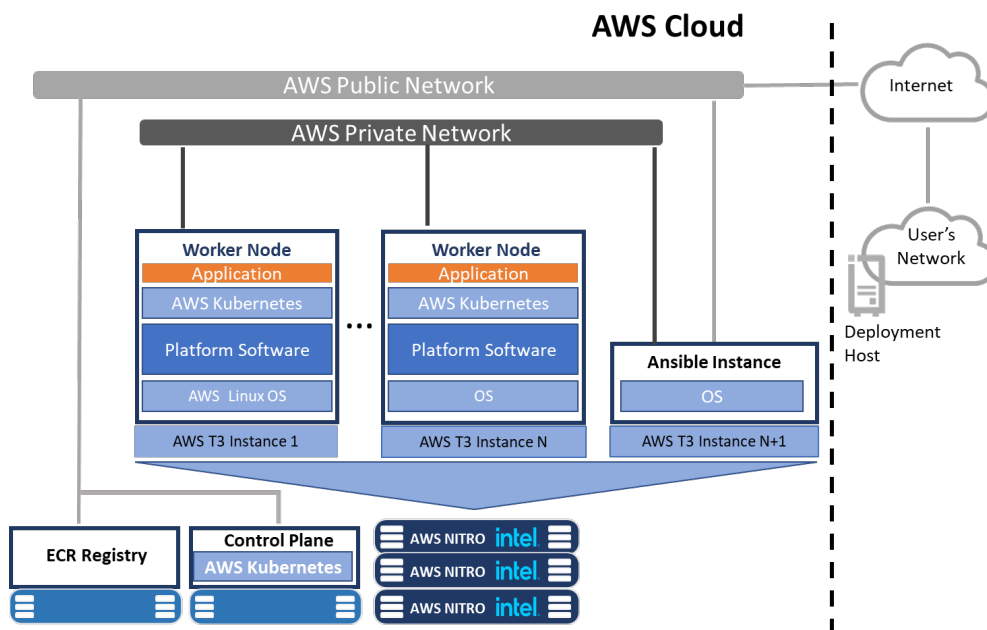 AWS Cloud
AWS Public Network
Internet
AWS Private Network
User's
Network
Deployment
Host
Worker Node
Application
AWS Kubernetes
Platform Software
AWS Linux OS
AWS T3 Instance 1
...
Worker Node
Application
AWS Kubernetes
Platform Software
OS
AWS T3 Instance N
Ansible Instance
OS
AWS T3 Instance N+1
ECR Registry
Control Plane
AWS Kubernetes
AWS NITRO intel.
AWS NITRO intel.
AWS NITRO intel.